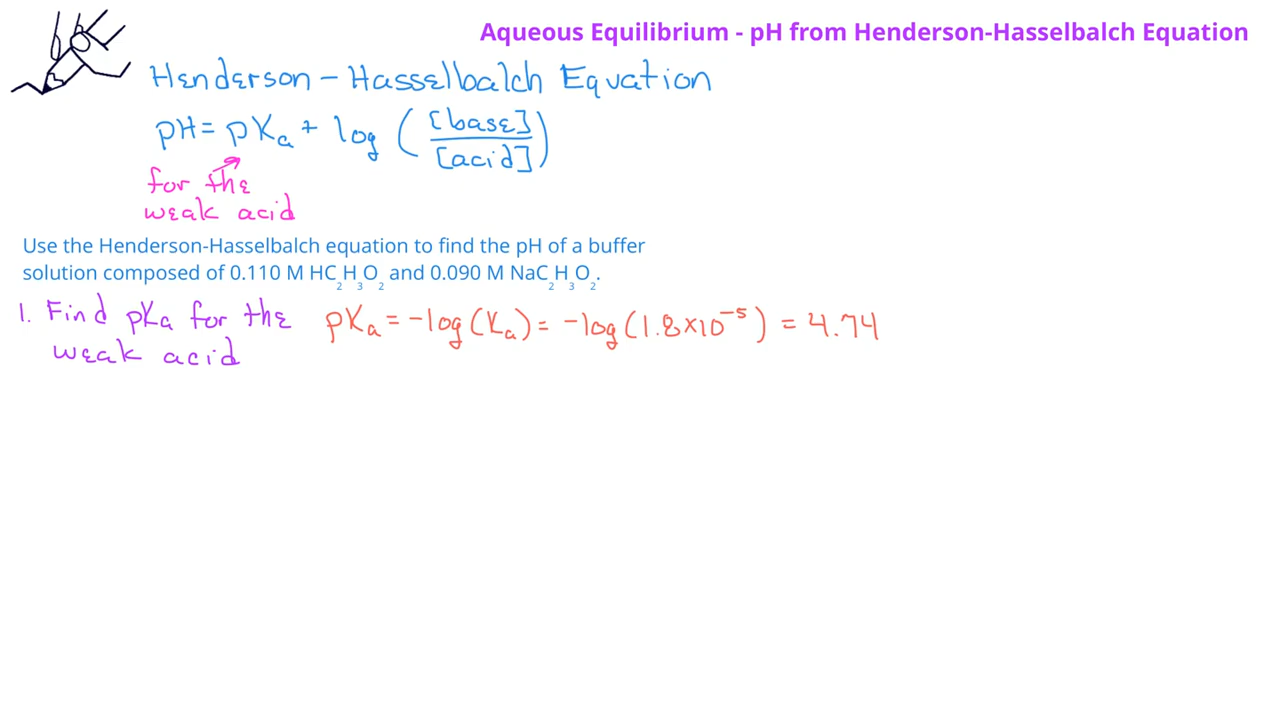 Aqueous Equilibrium - pH from Henderson-Hasselbalch Equation
Henderson - Hasselbalch Equation
pH = pKₐ + log ([base]/[acid])
for the
weak acid
Use the Henderson-Hasselbalch equation to find the pH of a buffer
solution composed of 0.110 M HC₂H₃O₂ and 0.090 M NaC₂H₃O₂.
1. Find pKa for the
weak acid
pKₐ = -log(Kₐ) = -log(1.8×10⁻⁵) = 4.74